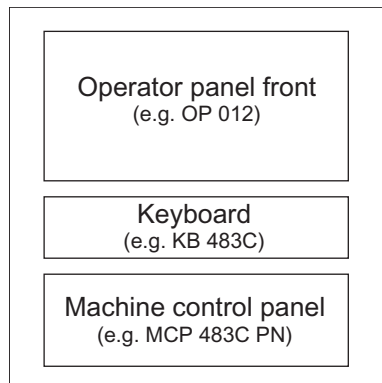 Operator panel front
(e.g. OP 012)
Keyboard
(e.g. KB 483C)
Machine control panel
(e.g. MCP 483C PN)